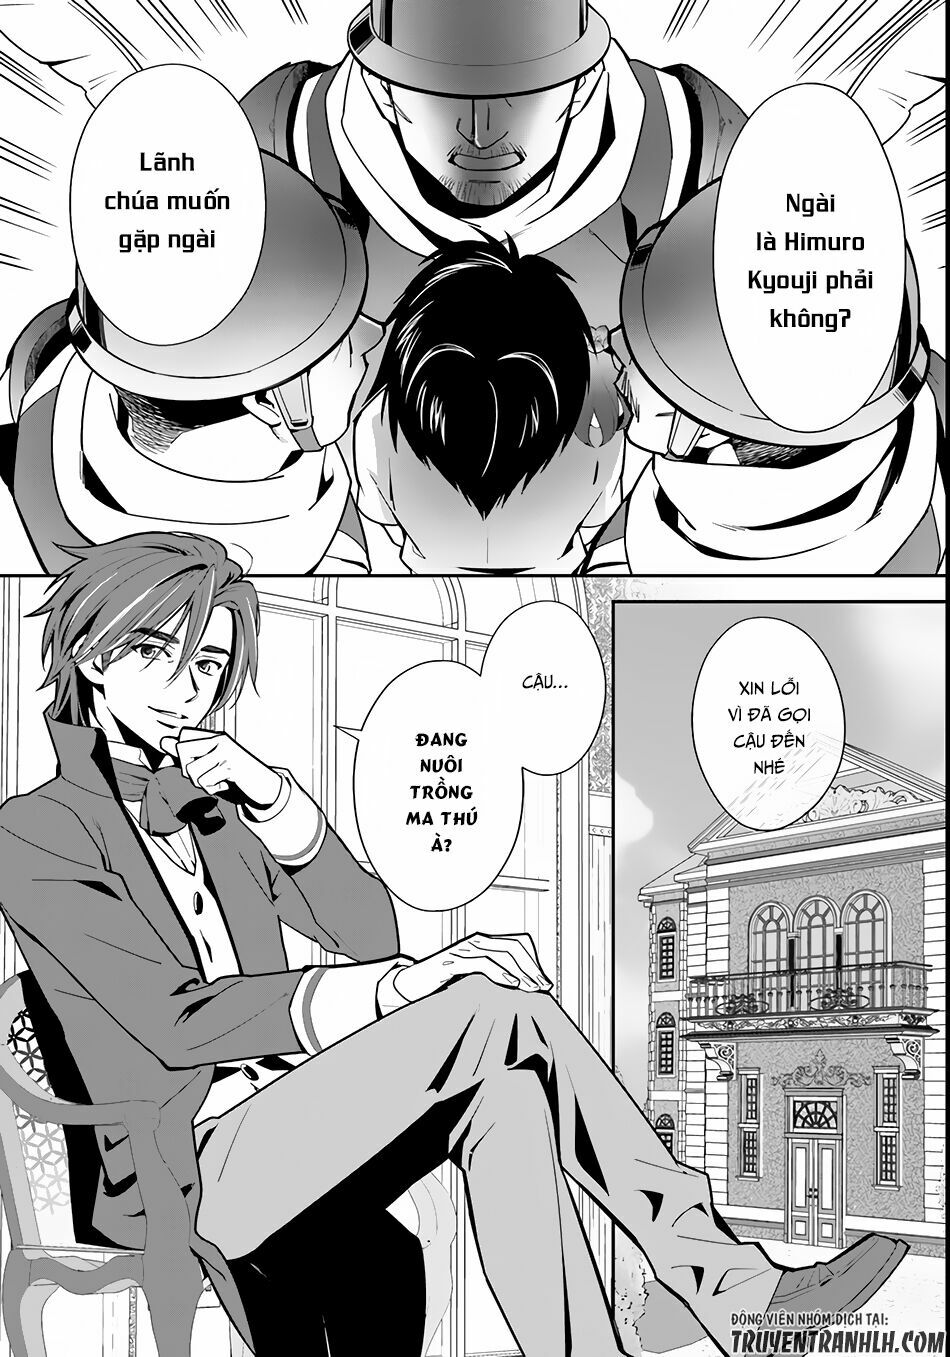 Ngài
là Himuro
Kyouji phải
không?
Lãnh
chúa muốn
gặp ngài
XIN LỖI
VÌ ĐÃ GỌI
CẬU ĐẾN
NHÉ
CẬU...
ĐANG
NUÔI
TRỒNG
MA THÚ
À?
ĐỘNG VIÊN NHÓM DỊCH TẠI:
TRUYENTRANHLH.COM